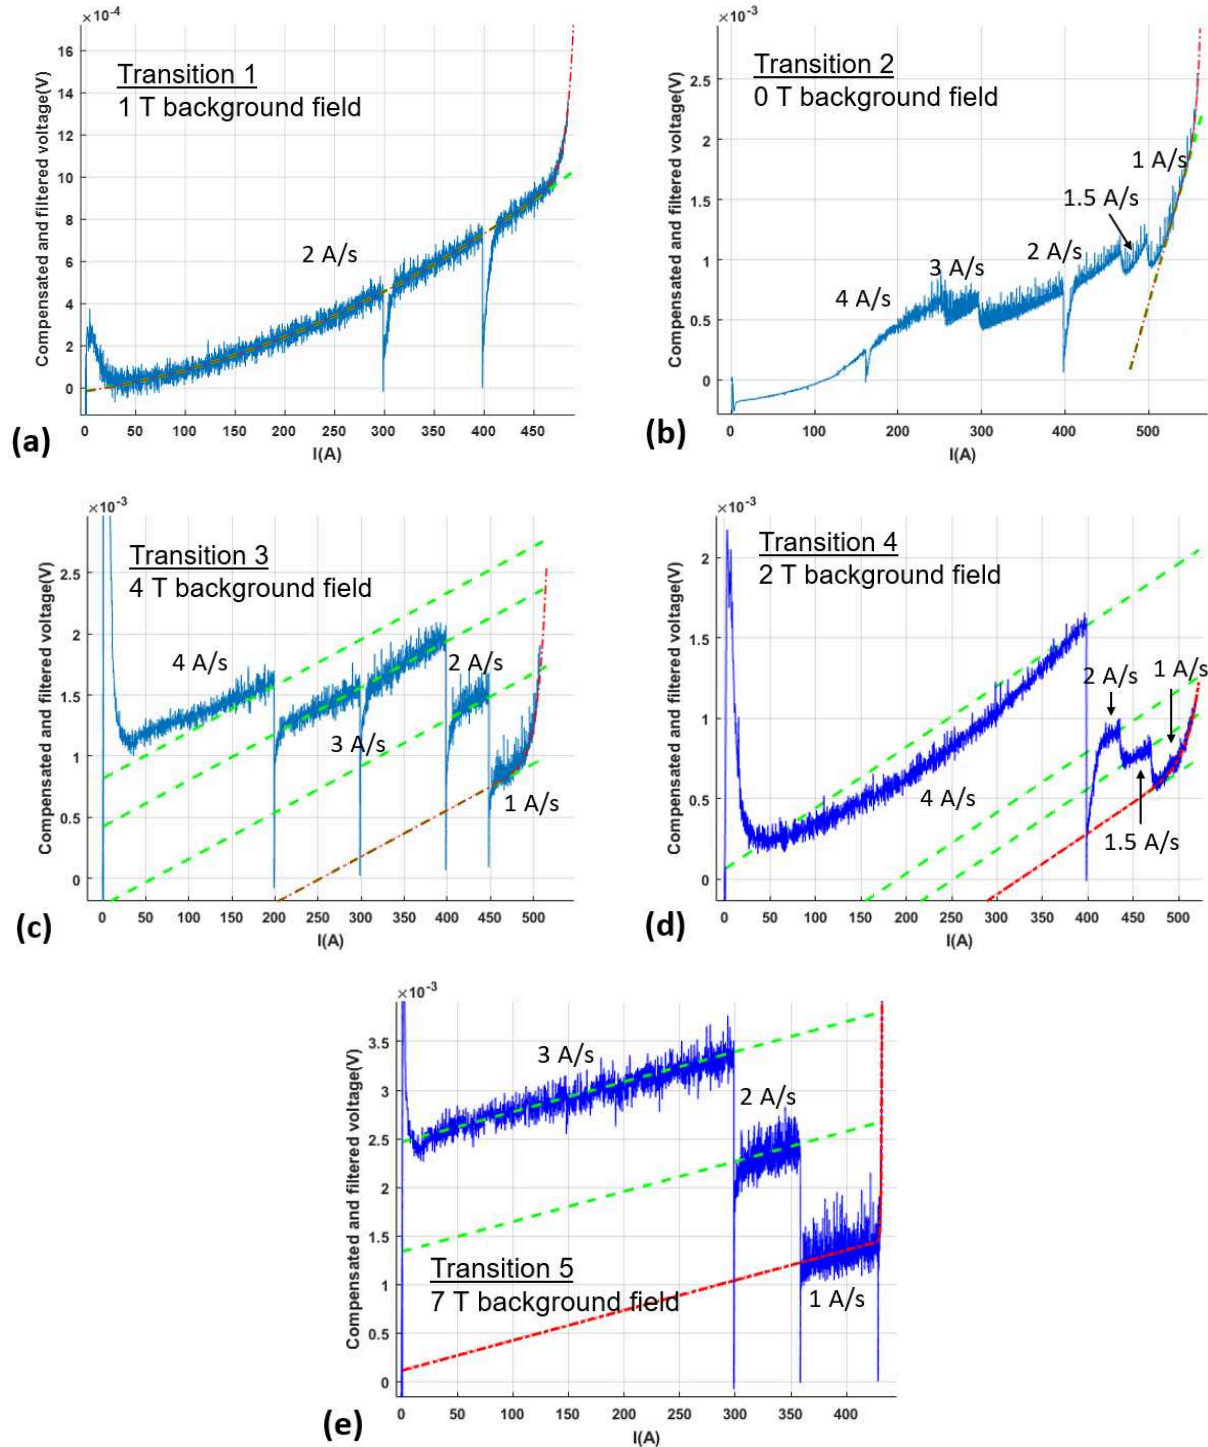 ×10⁻⁴
Compensated and filtered voltage(V)
16
14
12
10
8
6
4
2
0
Transition 1
1 T background field
2 A/s
0 50 100 150 200 250 300 350 400 450
I(A)
(a)
×10⁻³
Compensated and filtered voltage(V)
2.5
2
1.5
1
0.5
0
Transition 2
0 T background field
1 A/s
1.5 A/s
2 A/s
3 A/s
4 A/s
0 100 200 300 400 500
I(A)
(b)
×10⁻³
Compensated and filtered voltage(V)
2.5
2
1.5
1
0.5
0
Transition 3
4 T background field
4 A/s
2 A/s
3 A/s
1 A/s
0 50 100 150 200 250 300 350 400 450 500
I(A)
(c)
×10⁻³
Compensated and filtered voltage(V)
2
1.5
1
0.5
0
Transition 4
2 T background field
1 A/s
2 A/s
4 A/s
1.5 A/s
0 50 100 150 200 250 300 350 400 450 500
I(A)
(d)
×10⁻³
Compensated and filtered voltage(V)
3.5
3
2.5
2
1.5
1
0.5
0
3 A/s
2 A/s
Transition 5
7 T background field
1 A/s
0 50 100 150 200 250 300 350 400
I(A)
(e)